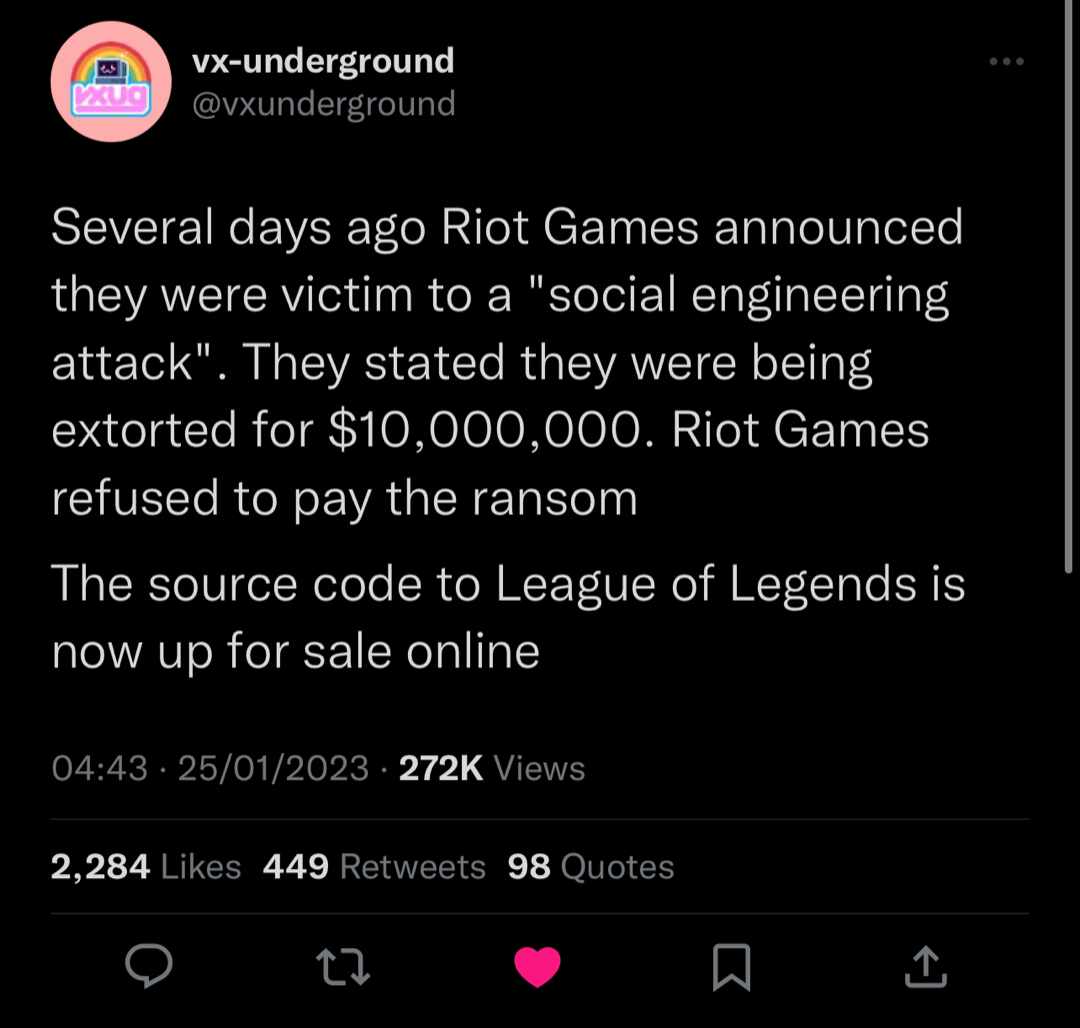 vx-underground
@vxunderground
vxug
Several days ago Riot Games announced
they were victim to a "social engineering
attack". They stated they were being
extorted for $10,000,000. Riot Games
refused to pay the ransom
The source code to League of Legends is
now up for sale online
04:43 · 25/01/2023 · 272K Views
2,284 Likes 449 Retweets 98 Quotes